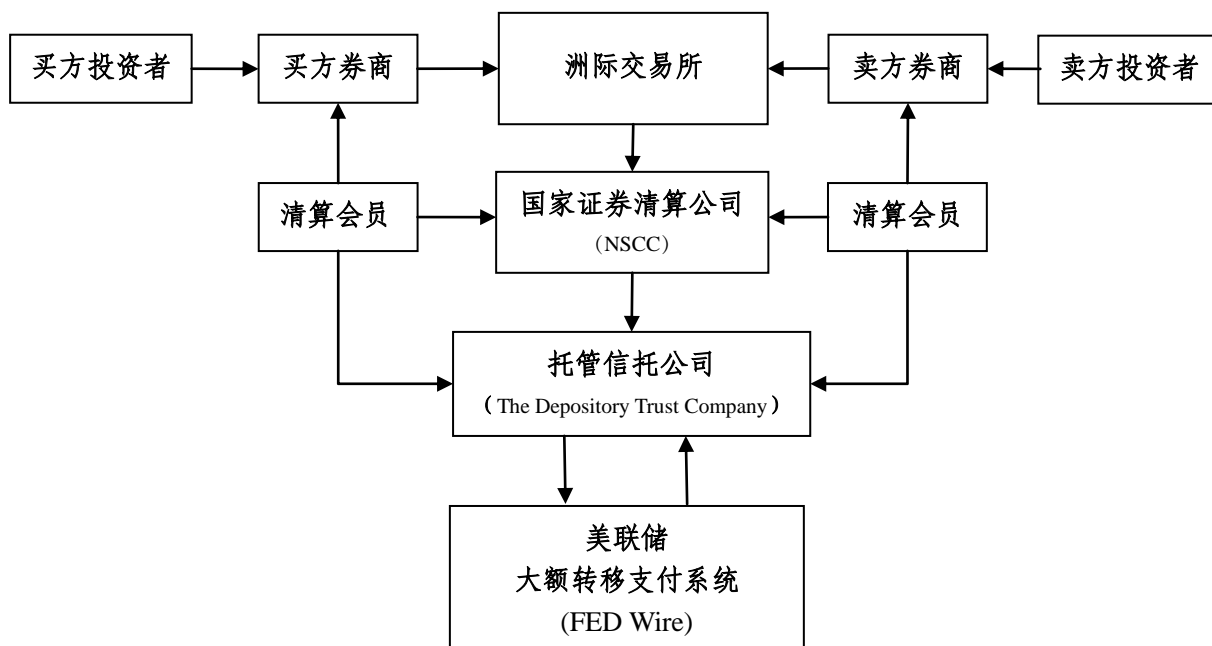 买方投资者
买方券商
洲际交易所
卖方券商
卖方投资者
清算会员
国家证券清算公司
（NSCC）
清算会员
托管信托公司
（The Depository Trust Company）
美联储
大额转移支付系统
(FED Wire)